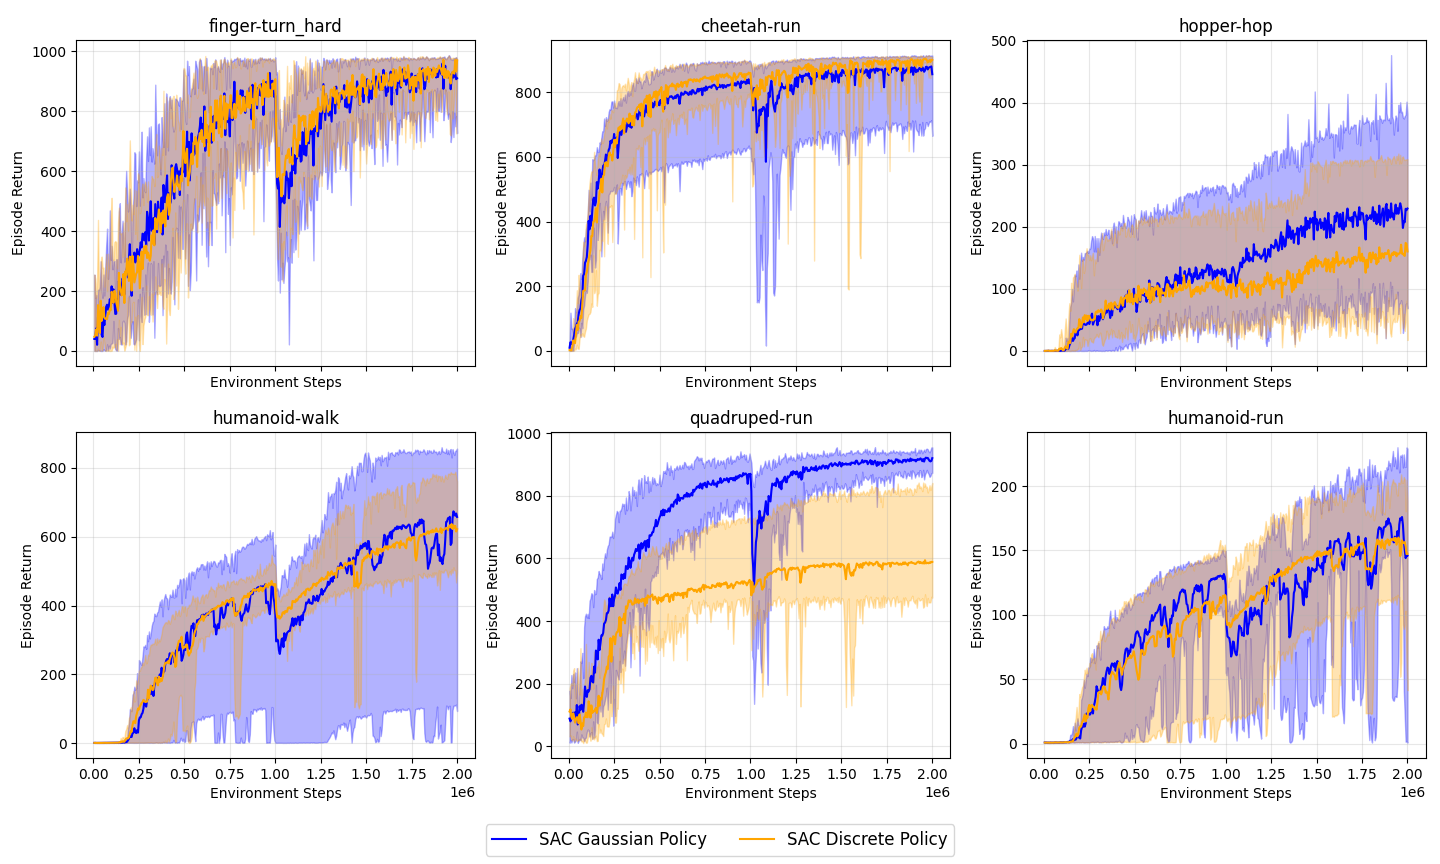 finger-turn_hard
1000
800
600
400
200
0
Episode Return
Environment Steps
cheetah-run
800
600
400
200
0
Episode Return
Environment Steps
hopper-hop
500
400
300
200
100
0
Episode Return
Environment Steps
humanoid-walk
800
600
400
200
0
Episode Return
0.00 0.25 0.50 0.75 1.00 1.25 1.50 1.75 2.00
Environment Steps
1e6
quadruped-run
1000
800
600
400
200
0
Episode Return
0.00 0.25 0.50 0.75 1.00 1.25 1.50 1.75 2.00
Environment Steps
1e6
humanoid-run
200
150
100
50
0
Episode Return
0.00 0.25 0.50 0.75 1.00 1.25 1.50 1.75 2.00
Environment Steps
1e6
SAC Gaussian Policy
SAC Discrete Policy